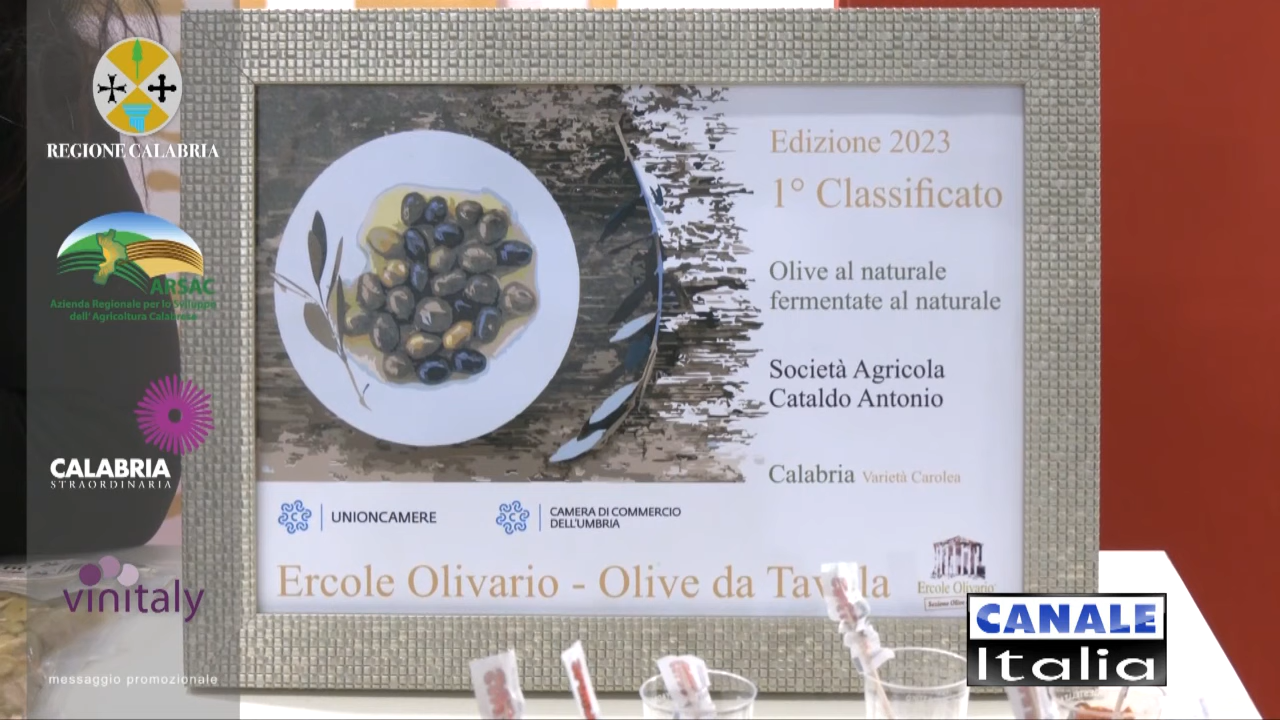 REGIONE CALABRIA
ARSAC
Azienda Regionale per lo Sviluppo
dell'Agricoltura Calabrese
CALABRIA
STRAORDINARIA
vinitaly
messaggio promozionale
Edizione 2023
1° Classificato
Olive al naturale
fermentate al naturale
Società Agricola
Cataldo Antonio
Calabria Varietà Carolea
UNIONCAMERE
CAMERA DI COMMERCIO
DELL'UMBRIA
Ercole Olivario - Olive da Tavola
Ercole Olivario
Sezione Olive
CANALE
Italia